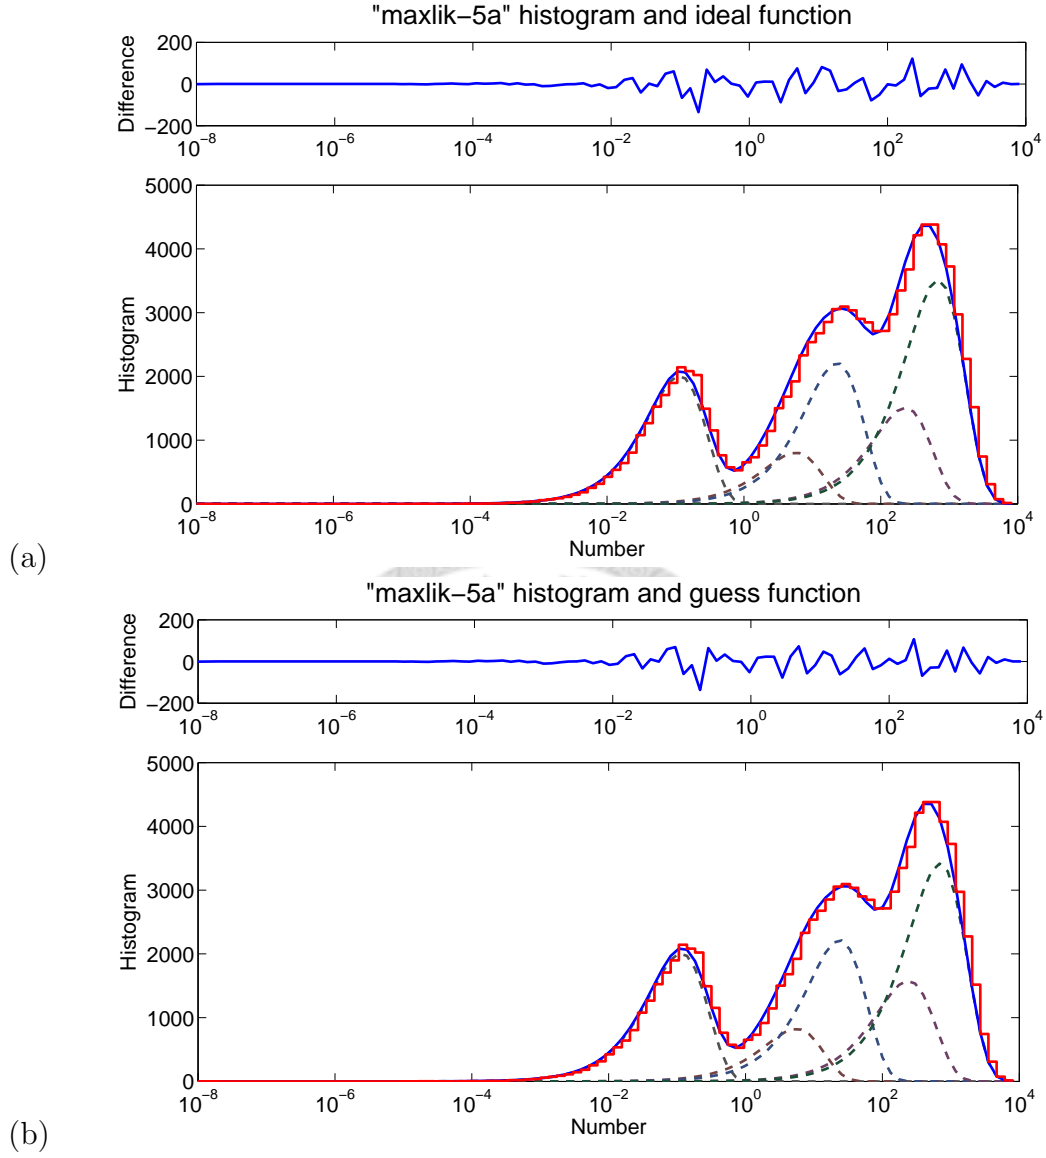 "maxlik−5a" histogram and ideal function
Difference
200
0
−200
10^−8 10^−6 10^−4 10^−2 10^0 10^2 10^4
Histogram
5000
4000
3000
2000
1000
0
10^−8 10^−6 10^−4 10^−2 10^0 10^2 10^4
Number
(a)
"maxlik−5a" histogram and guess function
Difference
200
0
−200
10^−8 10^−6 10^−4 10^−2 10^0 10^2 10^4
Histogram
5000
4000
3000
2000
1000
0
10^−8 10^−6 10^−4 10^−2 10^0 10^2 10^4
Number
(b)